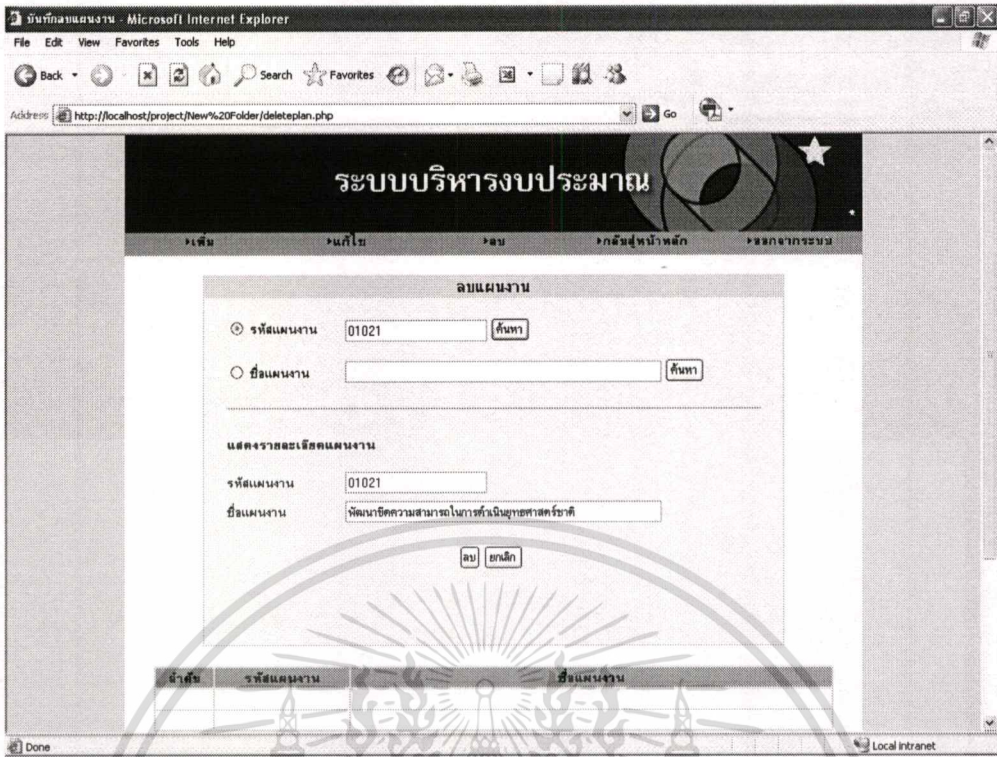 บันทึกลบแผนงาน - Microsoft Internet Explorer
File Edit View Favorites Tools Help
Back Search Favorites
Address http://localhost/project/New%20Folder/deleteplan.php Go
ระบบบริหารงบประมาณ
เพิ่ม แก้ไข ลบ กลับสู่หน้าหลัก ออกจากระบบ
ลบแผนงาน
รหัสแผนงาน 01021 ค้นหา
ชื่อแผนงาน ค้นหา
แสดงรายละเอียดแผนงาน
รหัสแผนงาน 01021
ชื่อแผนงาน พัฒนาขีดความสามารถในการดำเนินยุทธศาสตร์ชาติ
ลบ ยกเลิก
ลำดับ รหัสแผนงาน ชื่อแผนงาน
Done Local intranet